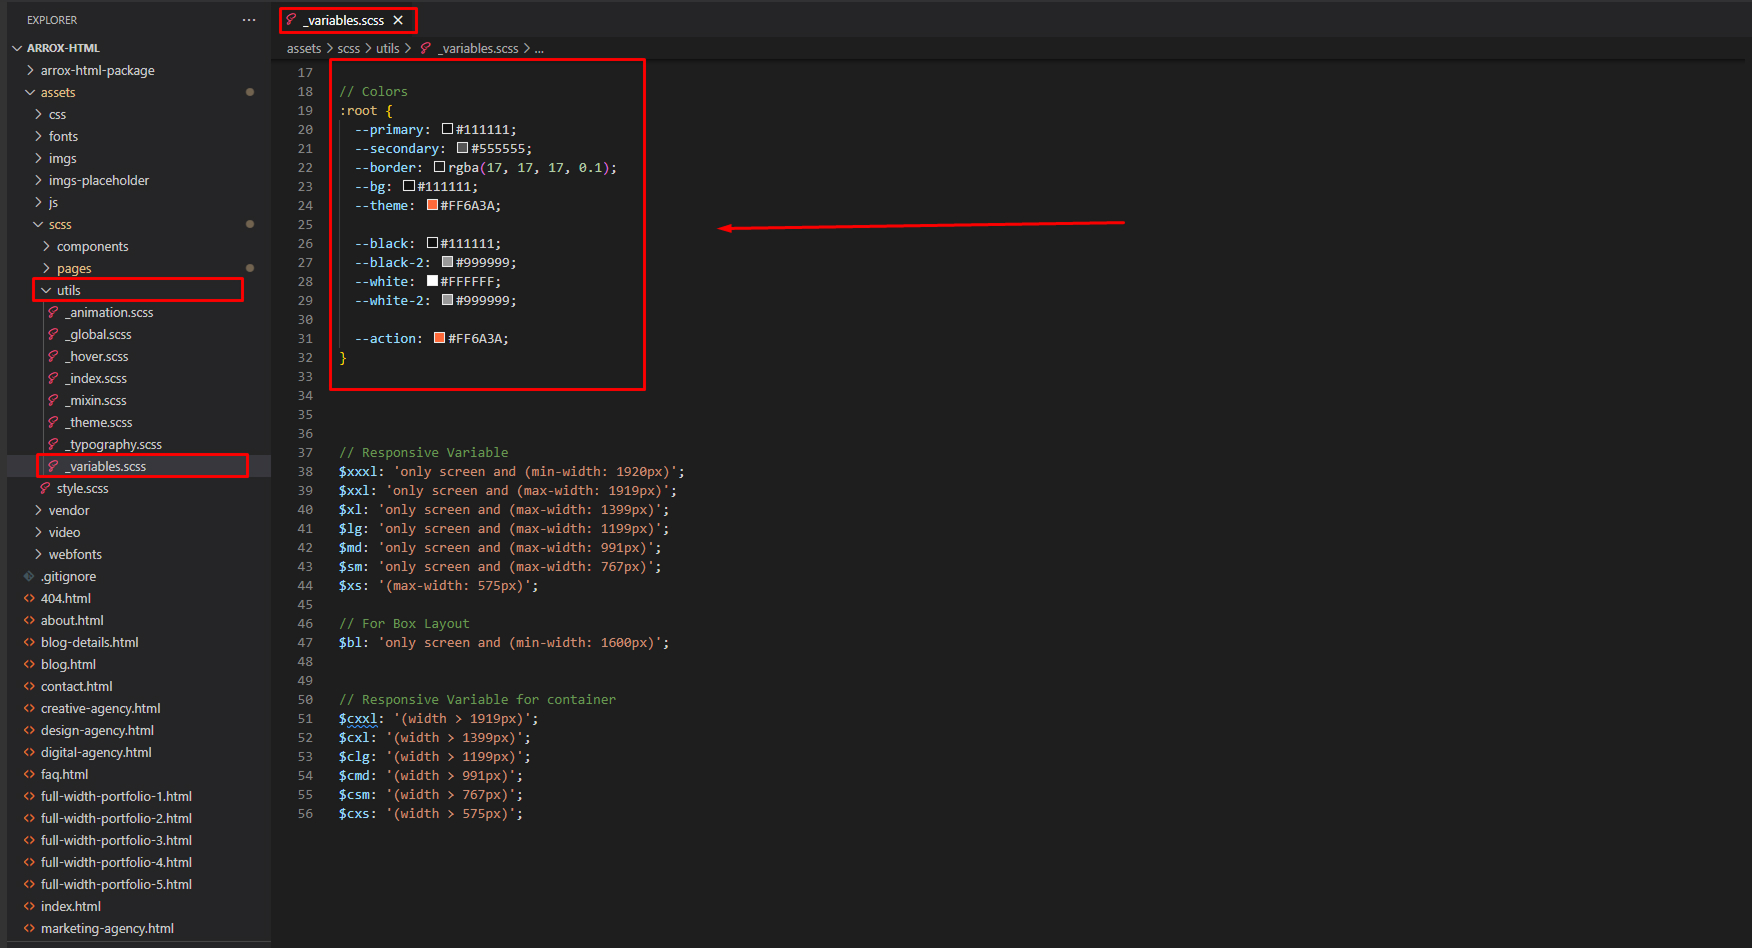 EXPLORER
ARROX-HTML
arrox-html-package
assets
css
fonts
imgs
imgs-placeholder
js
scss
components
pages
utils
_animation.scss
_global.scss
_hover.scss
_index.scss
_mixin.scss
_theme.scss
_typography.scss
_variables.scss
style.scss
vendor
video
webfonts
.gitignore
404.html
about.html
blog-details.html
blog.html
contact.html
creative-agency.html
design-agency.html
digital-agency.html
faq.html
full-width-portfolio-1.html
full-width-portfolio-2.html
full-width-portfolio-3.html
full-width-portfolio-4.html
full-width-portfolio-5.html
index.html
marketing-agency.html
_variables.scss
assets > scss > utils > _variables.scss > ...
17
18 // Colors
19 :root {
20 --primary: #111111;
21 --secondary: #555555;
22 --border: rgba(17, 17, 17, 0.1);
23 --bg: #111111;
24 --theme: #FF6A3A;
25
26 --black: #111111;
27 --black-2: #999999;
28 --white: #FFFFFF;
29 --white-2: #999999;
30
31 --action: #FF6A3A;
32 }
33
34
35
36
37 // Responsive Variable
38 $xxxl: 'only screen and (min-width: 1920px)';
39 $xxl: 'only screen and (max-width: 1919px)';
40 $xl: 'only screen and (max-width: 1399px)';
41 $lg: 'only screen and (max-width: 1199px)';
42 $md: 'only screen and (max-width: 991px)';
43 $sm: 'only screen and (max-width: 767px)';
44 $xs: '(max-width: 575px)';
45
46 // For Box Layout
47 $bl: 'only screen and (min-width: 1600px)';
48
49
50 // Responsive Variable for container
51 $cxxl: '(width > 1919px)';
52 $cxl: '(width > 1399px)';
53 $clg: '(width > 1199px)';
54 $cmd: '(width > 991px)';
55 $csm: '(width > 767px)';
56 $cxs: '(width > 575px)';